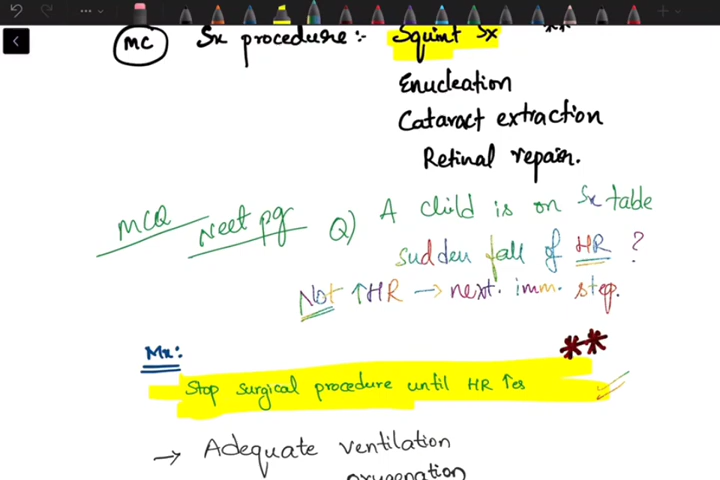 MC Sx procedure :- Squint Sx **
Enucleation
Cataract extraction
Retinal repair.
MCQ Neet pg Q) A child is on Sx table
sudden fall of HR ?
Not ↑HR → next. imm. step.
Mx: **
Stop surgical procedure until HR ↑es
→ Adequate ventilation
oxygenation